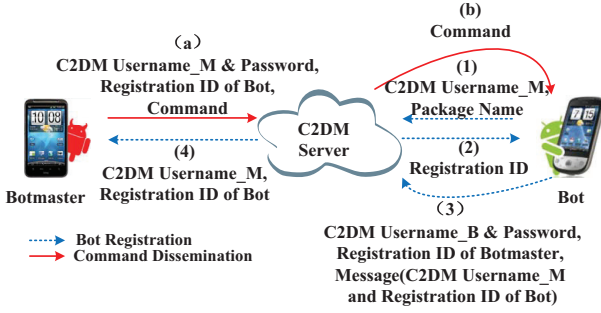 (b)
Command
(a)
C2DM Username_M & Password,
Registration ID of Bot,
Command
(1)
C2DM Username_M,
Package Name
C2DM
Server
(4)
C2DM Username_M,
Registration ID of Bot
(2)
Registration ID
Botmaster
Bot
(3)
C2DM Username_B & Password,
Registration ID of Botmaster,
Message(C2DM Username_M
and Registration ID of Bot)
Bot Registration
Command Dissemination